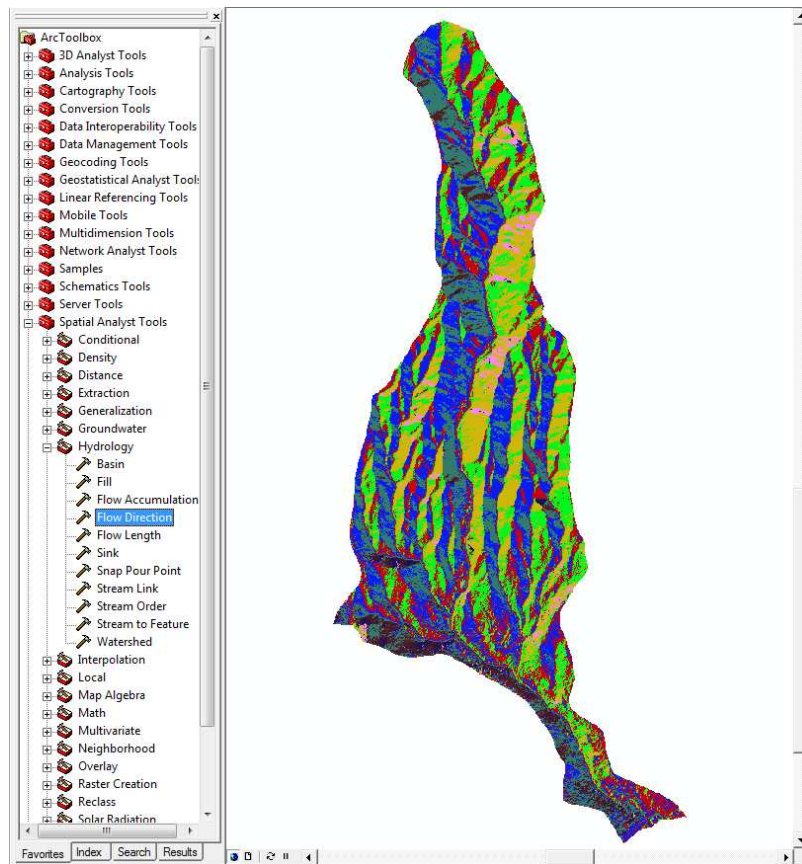 ArcToolbox
3D Analyst Tools
Analysis Tools
Cartography Tools
Conversion Tools
Data Interoperability Tools
Data Management Tools
Geocoding Tools
Geostatistical Analyst Tools
Linear Referencing Tools
Mobile Tools
Multidimension Tools
Network Analyst Tools
Samples
Schematics Tools
Server Tools
Spatial Analyst Tools
Conditional
Density
Distance
Extraction
Generalization
Groundwater
Hydrology
Basin
Fill
Flow Accumulation
Flow Direction
Flow Length
Sink
Snap Pour Point
Stream Link
Stream Order
Stream to Feature
Watershed
Interpolation
Local
Map Algebra
Math
Multivariate
Neighborhood
Overlay
Raster Creation
Reclass
Solar Radiation
Favorites Index Search Results